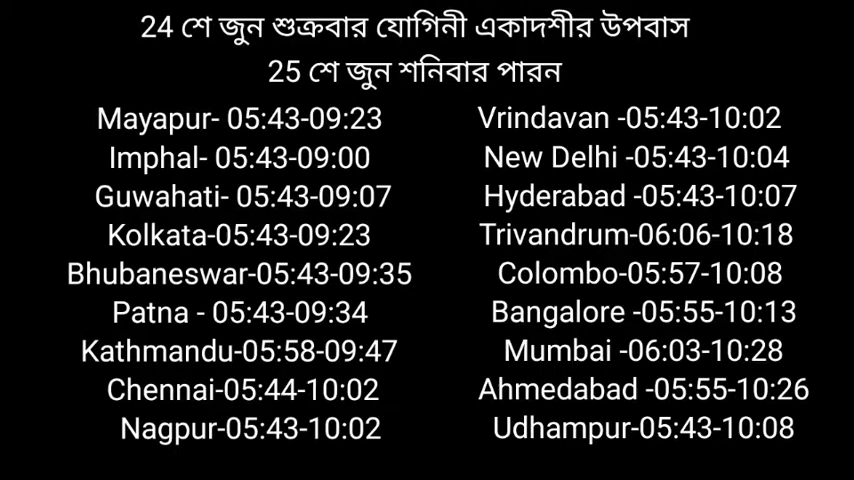 24 শে জুন শুক্রবার যোগিনী একাদশীর উপবাস
25 শে জুন শনিবার পারন
Mayapur- 05:43-09:23
Imphal- 05:43-09:00
Guwahati- 05:43-09:07
Kolkata-05:43-09:23
Bhubaneswar-05:43-09:35
Patna - 05:43-09:34
Kathmandu-05:58-09:47
Chennai-05:44-10:02
Nagpur-05:43-10:02
Vrindavan -05:43-10:02
New Delhi -05:43-10:04
Hyderabad -05:43-10:07
Trivandrum-06:06-10:18
Colombo-05:57-10:08
Bangalore -05:55-10:13
Mumbai -06:03-10:28
Ahmedabad -05:55-10:26
Udhampur-05:43-10:08